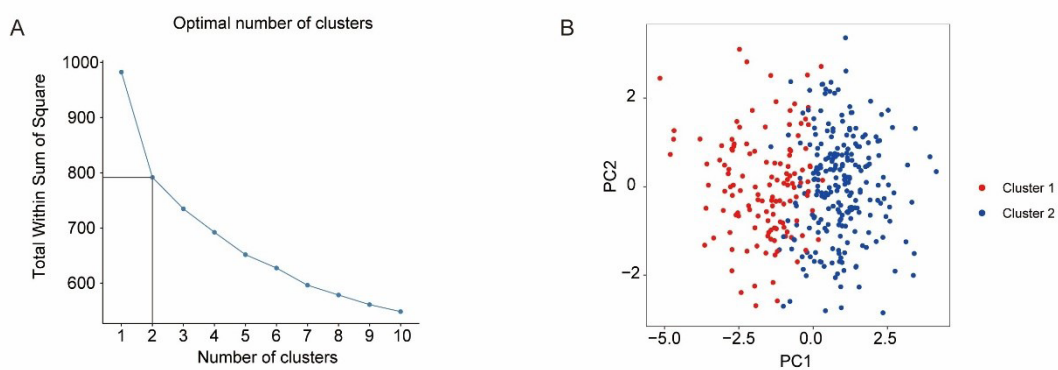 A
Optimal number of clusters
Total Within Sum of Square
1000
900
800
700
600
1 2 3 4 5 6 7 8 9 10
Number of clusters
B
PC2
2
0
−2
−5.0 −2.5 0.0 2.5
PC1
Cluster 1
Cluster 2